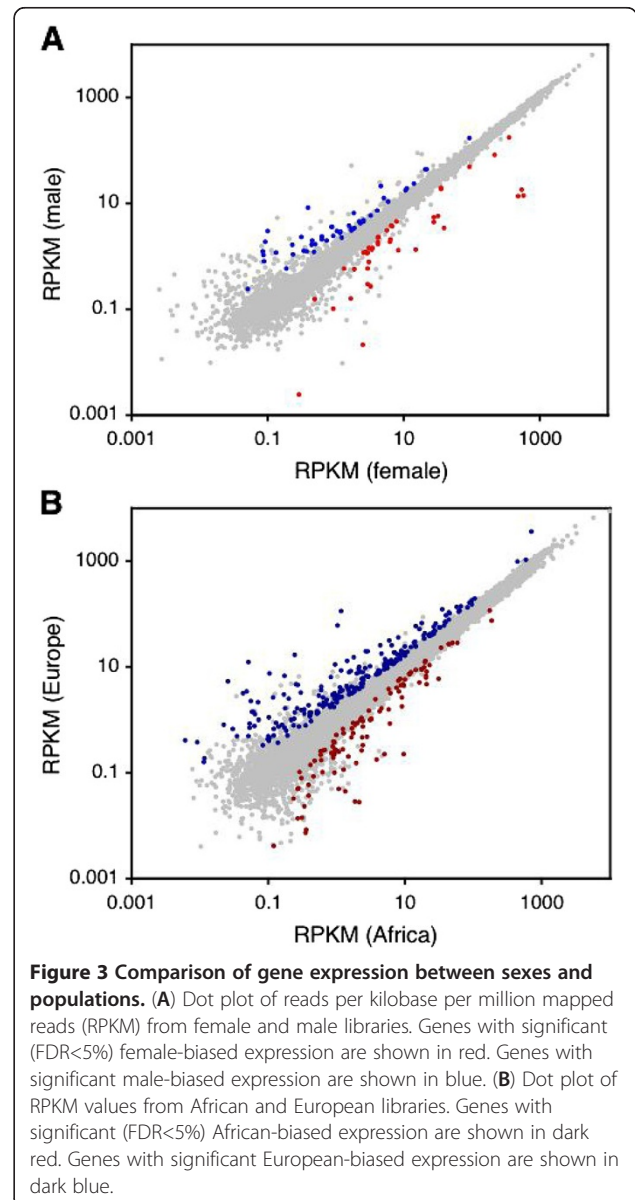 A
1000
10
0.1
0.001
RPKM (male)
0.001 0.1 10 1000
RPKM (female)
B
1000
10
0.1
0.001
RPKM (Europe)
0.001 0.1 10 1000
RPKM (Africa)
Figure 3 Comparison of gene expression between sexes and
populations. (A) Dot plot of reads per kilobase per million mapped
reads (RPKM) from female and male libraries. Genes with significant
(FDR<5%) female-biased expression are shown in red. Genes with
significant male-biased expression are shown in blue. (B) Dot plot of
RPKM values from African and European libraries. Genes with
significant (FDR<5%) African-biased expression are shown in dark
red. Genes with significant European-biased expression are shown in
dark blue.